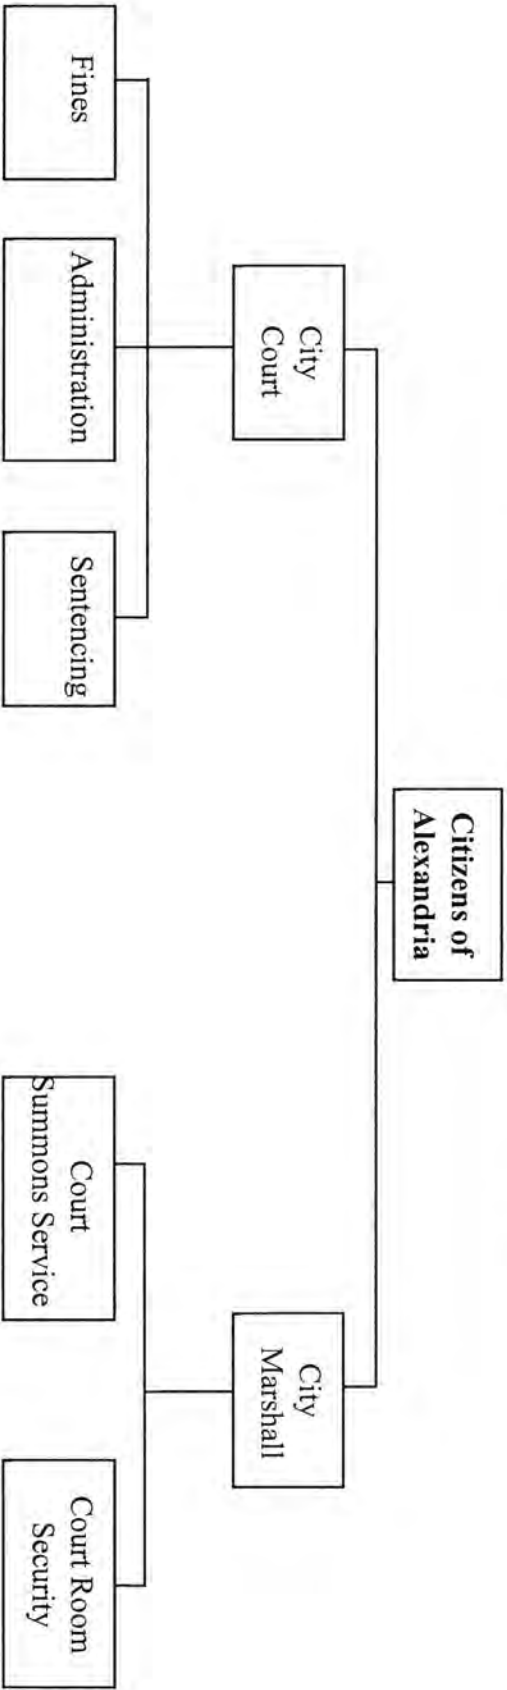 Citizens of
Alexandria
City
Court
City
Marshall
Fines
Administration
Sentencing
Court
Summons Service
Court Room
Security